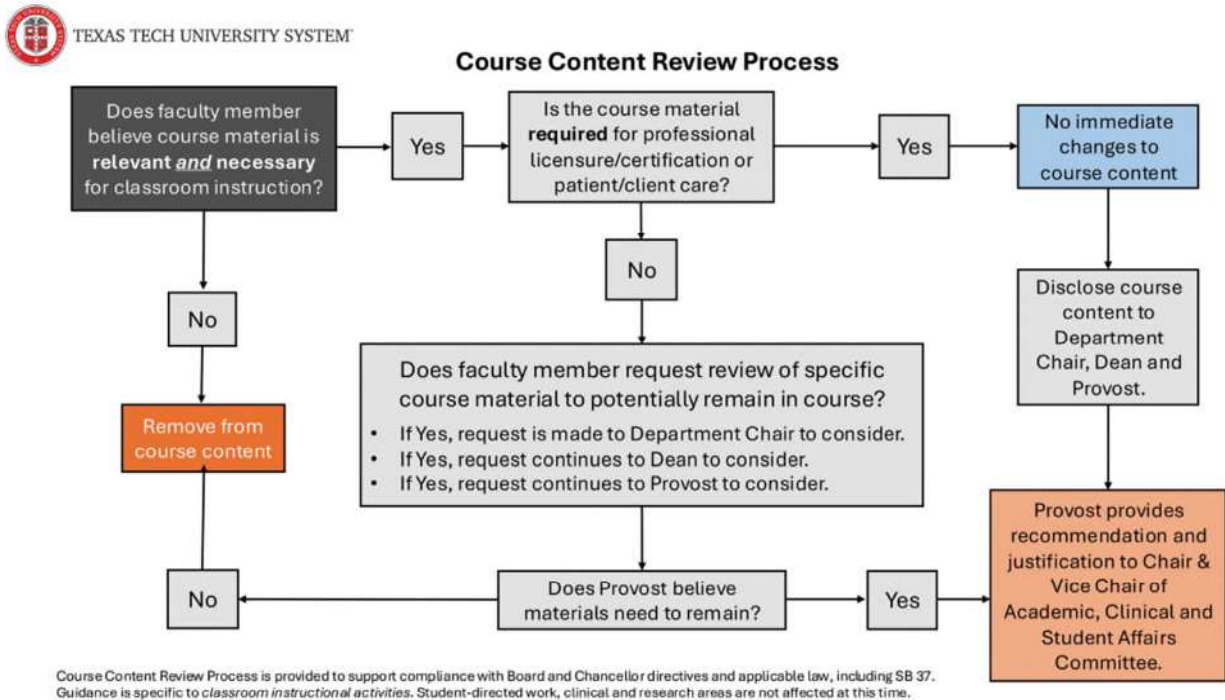 TEXAS TECH UNIVERSITY SYSTEM
Course Content Review Process
Does faculty member
believe course material is
relevant and necessary
for classroom instruction?
Yes
Is the course material
required for professional
licensure/certification or
patient/client care?
Yes
No immediate
changes to
course content
No
No
Disclose course
content to
Department
Chair, Dean and
Provost.
Does faculty member request review of specific
course material to potentially remain in course?
• If Yes, request is made to Department Chair to consider.
• If Yes, request continues to Dean to consider.
• If Yes, request continues to Provost to consider.
Remove from
course content
Provost provides
recommendation and
justification to Chair &
Vice Chair of
Academic, Clinical and
Student Affairs
Committee.
No
Does Provost believe
materials need to remain?
Yes
Course Content Review Process is provided to support compliance with Board and Chancellor directives and applicable law, including SB 37.
Guidance is specific to classroom instructional activities. Student-directed work, clinical and research areas are not affected at this time.